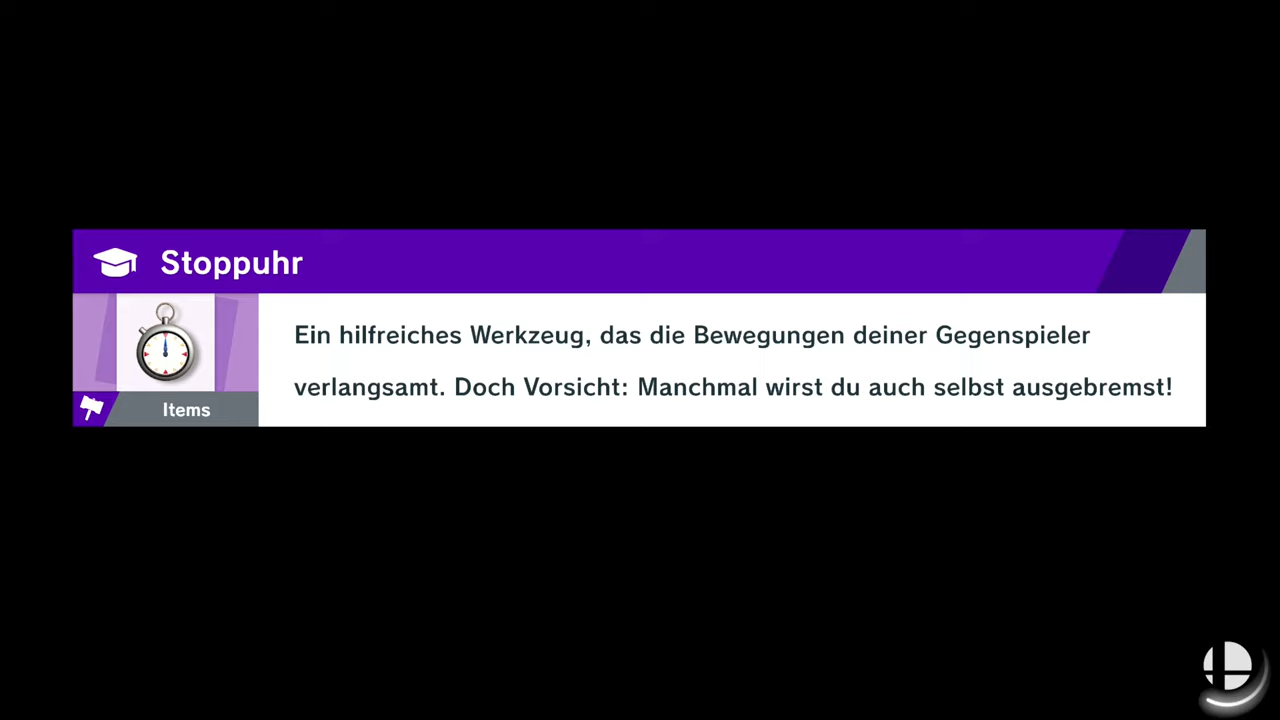 Stoppuhr
Ein hilfreiches Werkzeug, das die Bewegungen deiner Gegenspieler
verlangsamt. Doch Vorsicht: Manchmal wirst du auch selbst ausgebremst!
Items